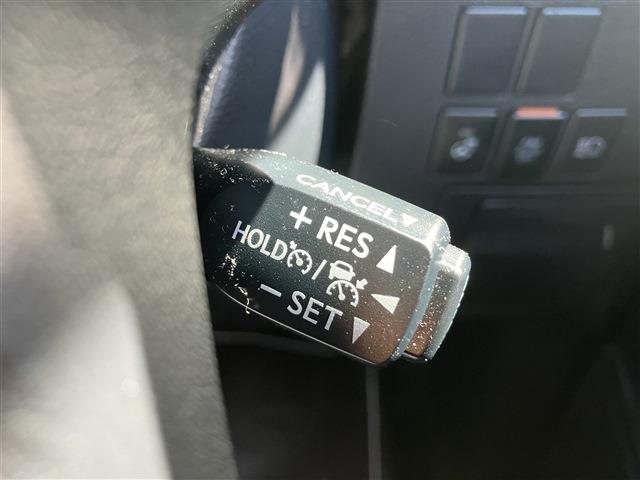 CANCEL▼
+ RES ▲
HOLD /
− SET ▼